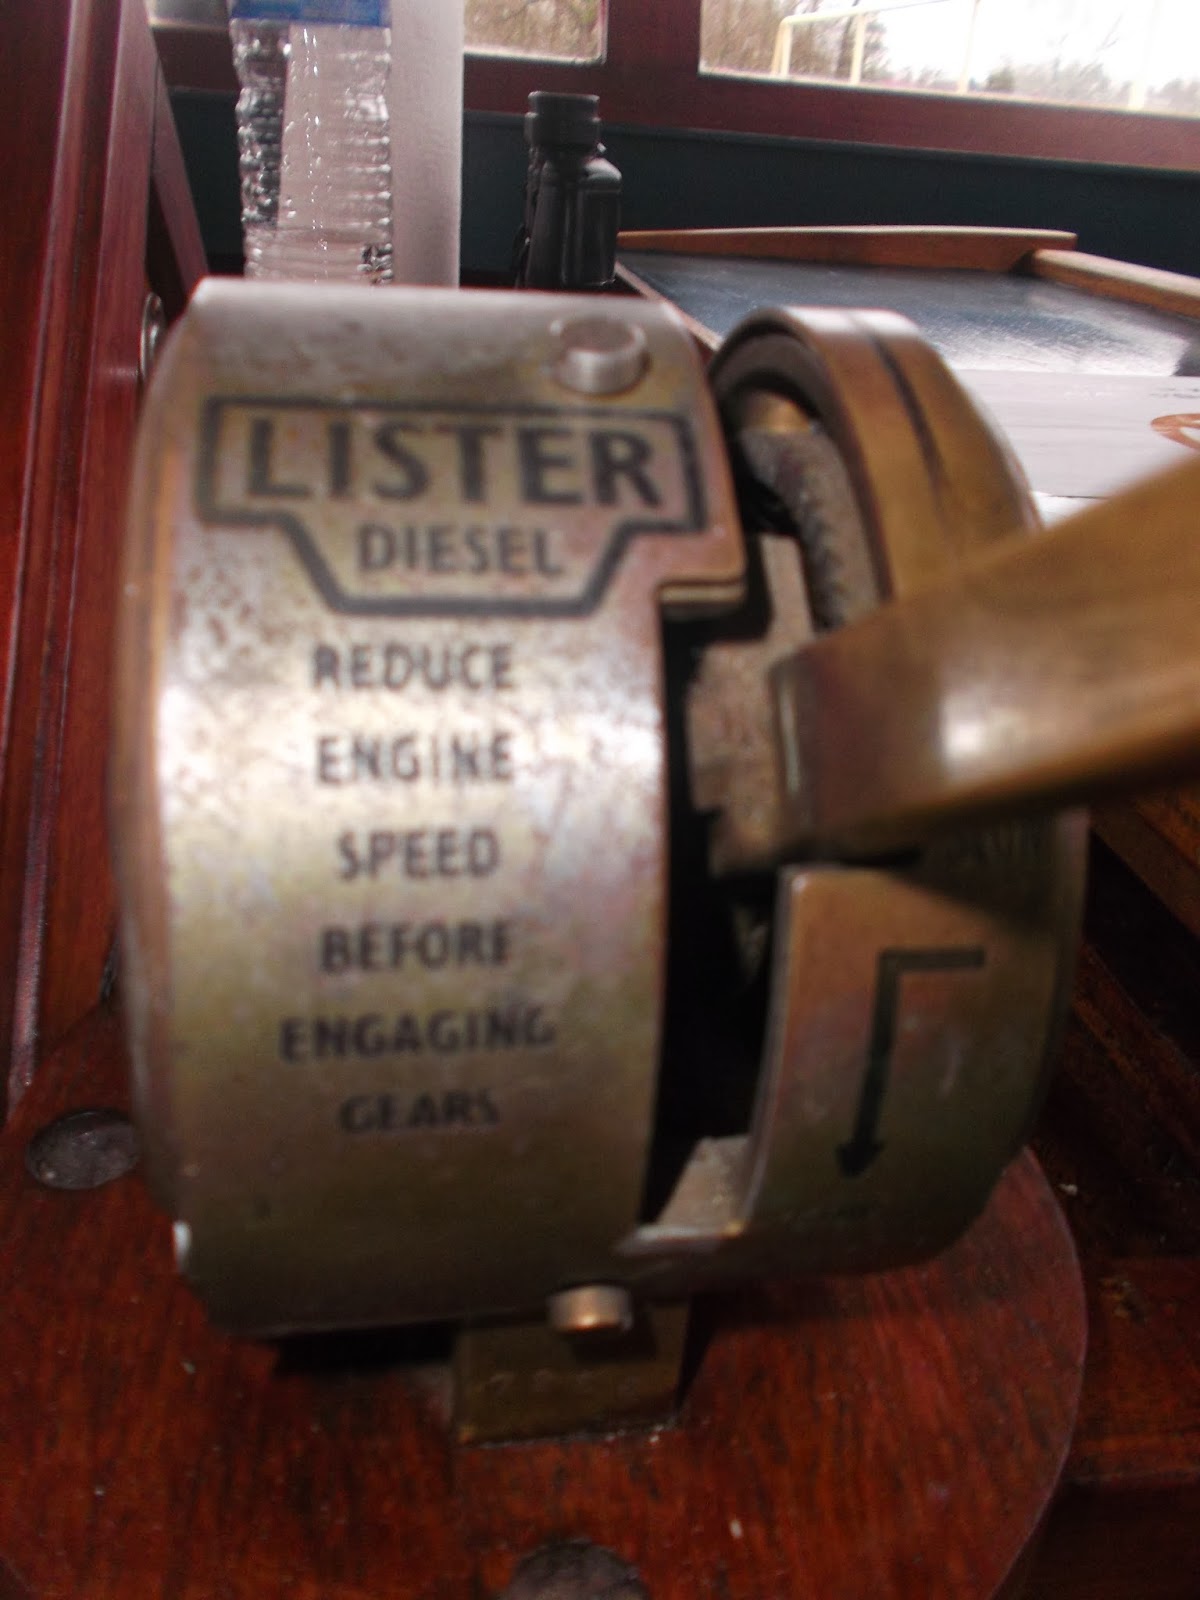 LISTER
DIESEL
REDUCE
ENGINE
SPEED
BEFORE
ENGAGING
GEARS